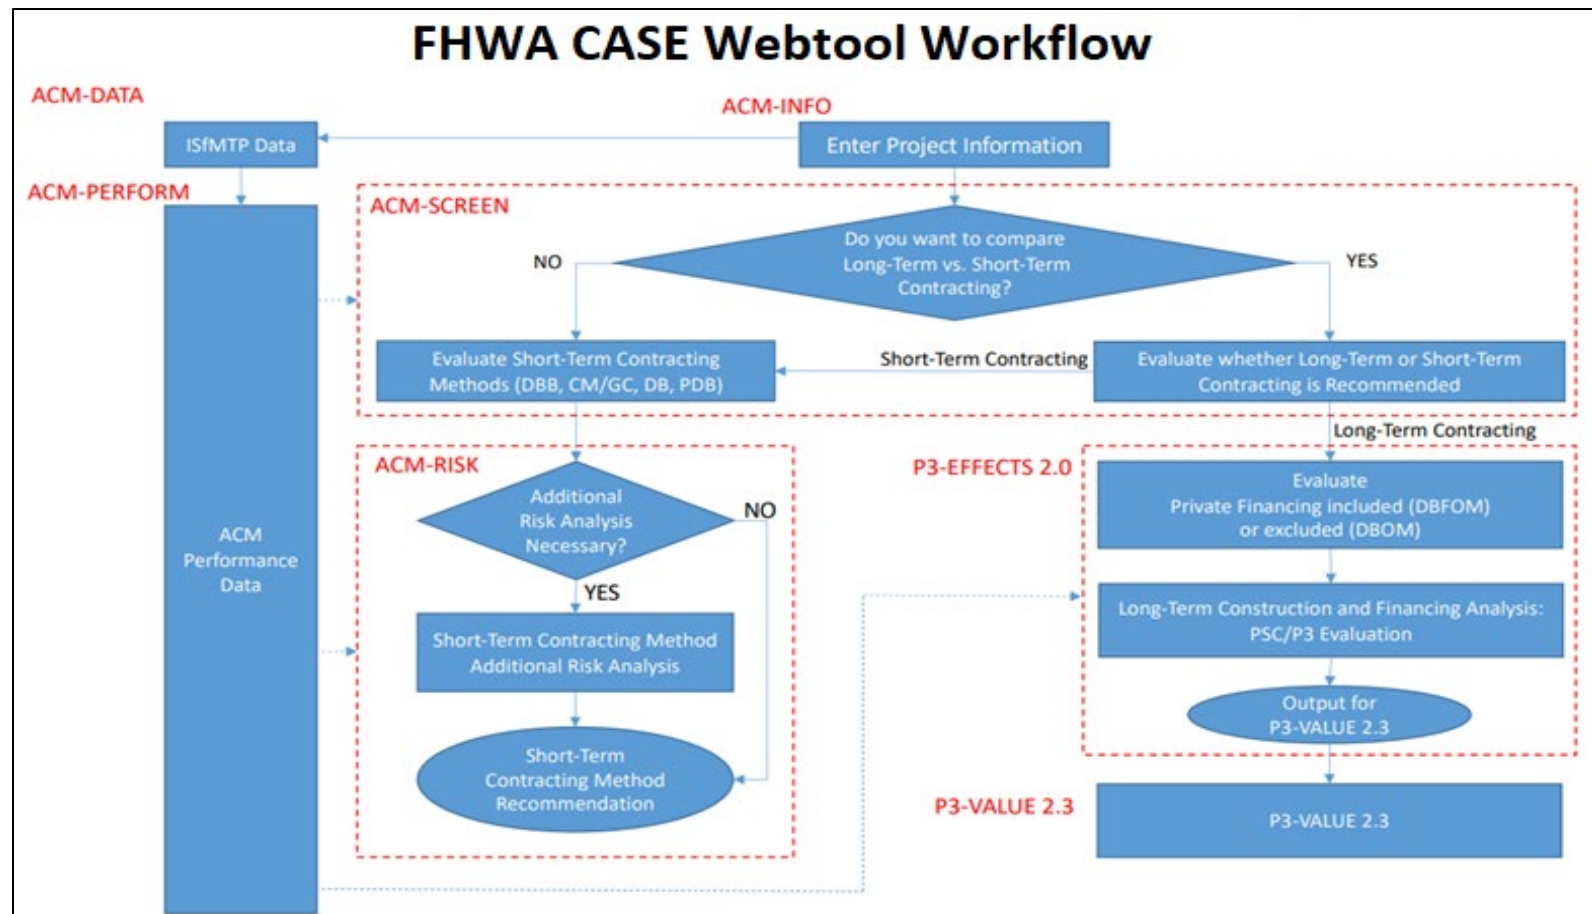 FHWA CASE Webtool Workflow
ACM-DATA
ACM-INFO
ISfMTP Data
Enter Project Information
ACM-PERFORM
ACM-SCREEN
Do you want to compare
Long-Term vs. Short-Term
Contracting?
NO
YES
Evaluate Short-Term Contracting
Methods (DBB, CM/GC, DB, PDB)
Short-Term Contracting
Evaluate whether Long-Term or Short-Term
Contracting is Recommended
Long-Term Contracting
ACM-RISK
Additional
Risk Analysis
Necessary?
NO
YES
Short-Term Contracting Method
Additional Risk Analysis
Short-Term
Contracting Method
Recommendation
P3-EFFECTS 2.0
Evaluate
Private Financing included (DBFOM)
or excluded (DBOM)
Long-Term Construction and Financing Analysis:
PSC/P3 Evaluation
Output for
P3-VALUE 2.3
P3-VALUE 2.3
P3-VALUE 2.3
ACM
Performance
Data